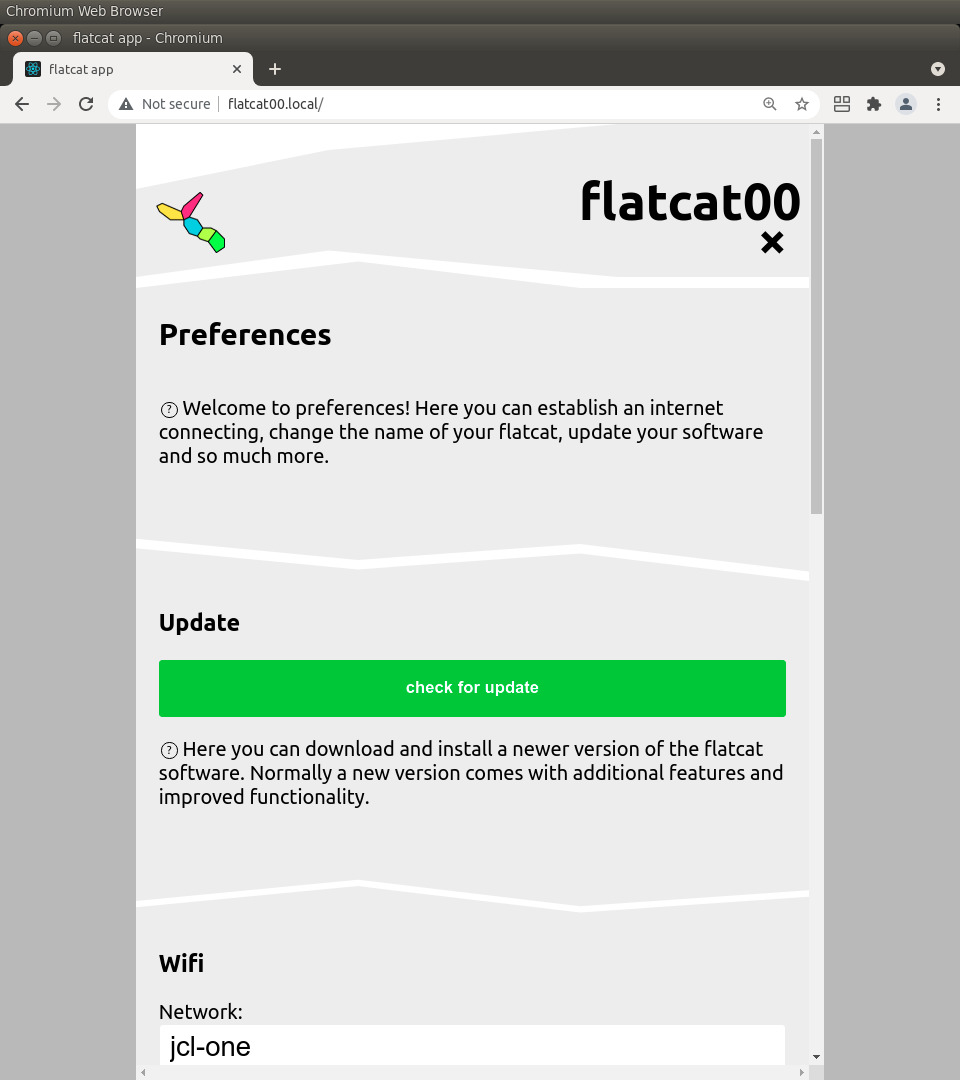 Chromium Web Browser
flatcat app - Chromium
flatcat app
Not secure flatcat00.local/
flatcat00
Preferences
? Welcome to preferences! Here you can establish an internet
connecting, change the name of your flatcat, update your software
and so much more.
Update
check for update
? Here you can download and install a newer version of the flatcat
software. Normally a new version comes with additional features and
improved functionality.
Wifi
Network:
jcl-one